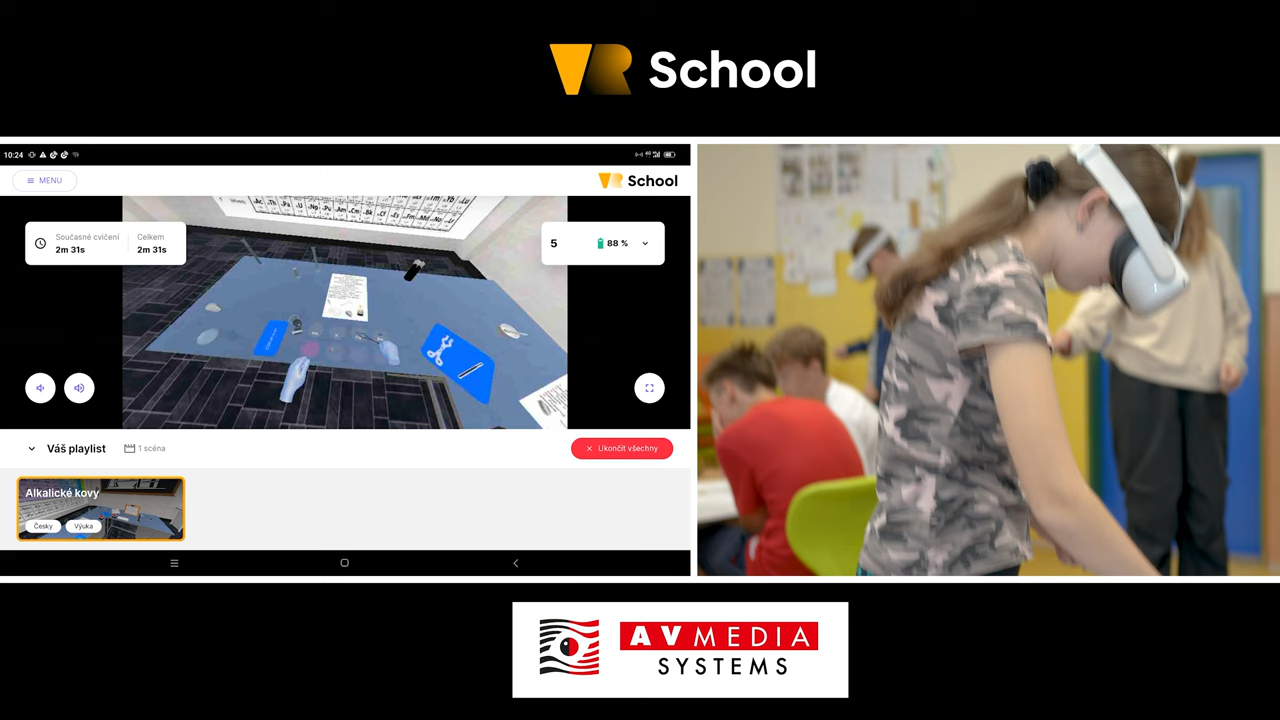 VR School
10:24
MENU
VR School
Současné cvičení
2m 31s
Celkem
2m 31s
5
88 %
Váš playlist
1 scéna
Ukončit všechny
Alkalické kovy
Česky
Výuka
AV MEDIA
SYSTEMS